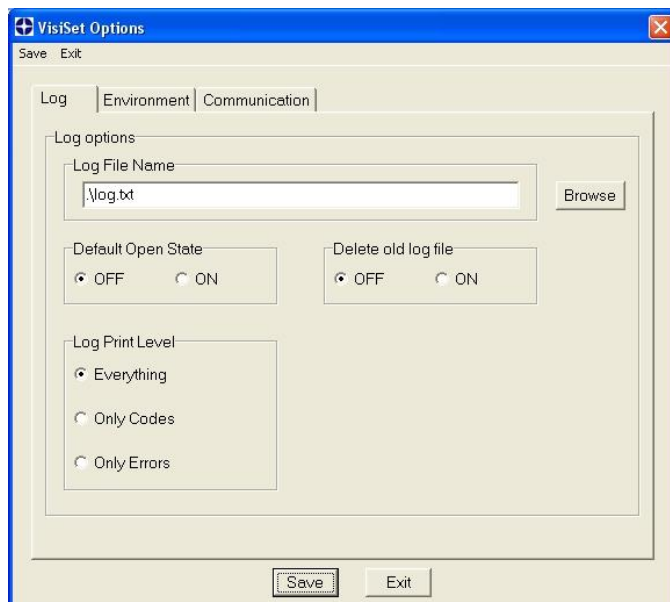 VisiSet Options
Save Exit
Log Environment Communication
Log options
Log File Name
.\log.txt
Browse
Default Open State Delete old log file
OFF ON OFF ON
Log Print Level
Everything
Only Codes
Only Errors
Save Exit